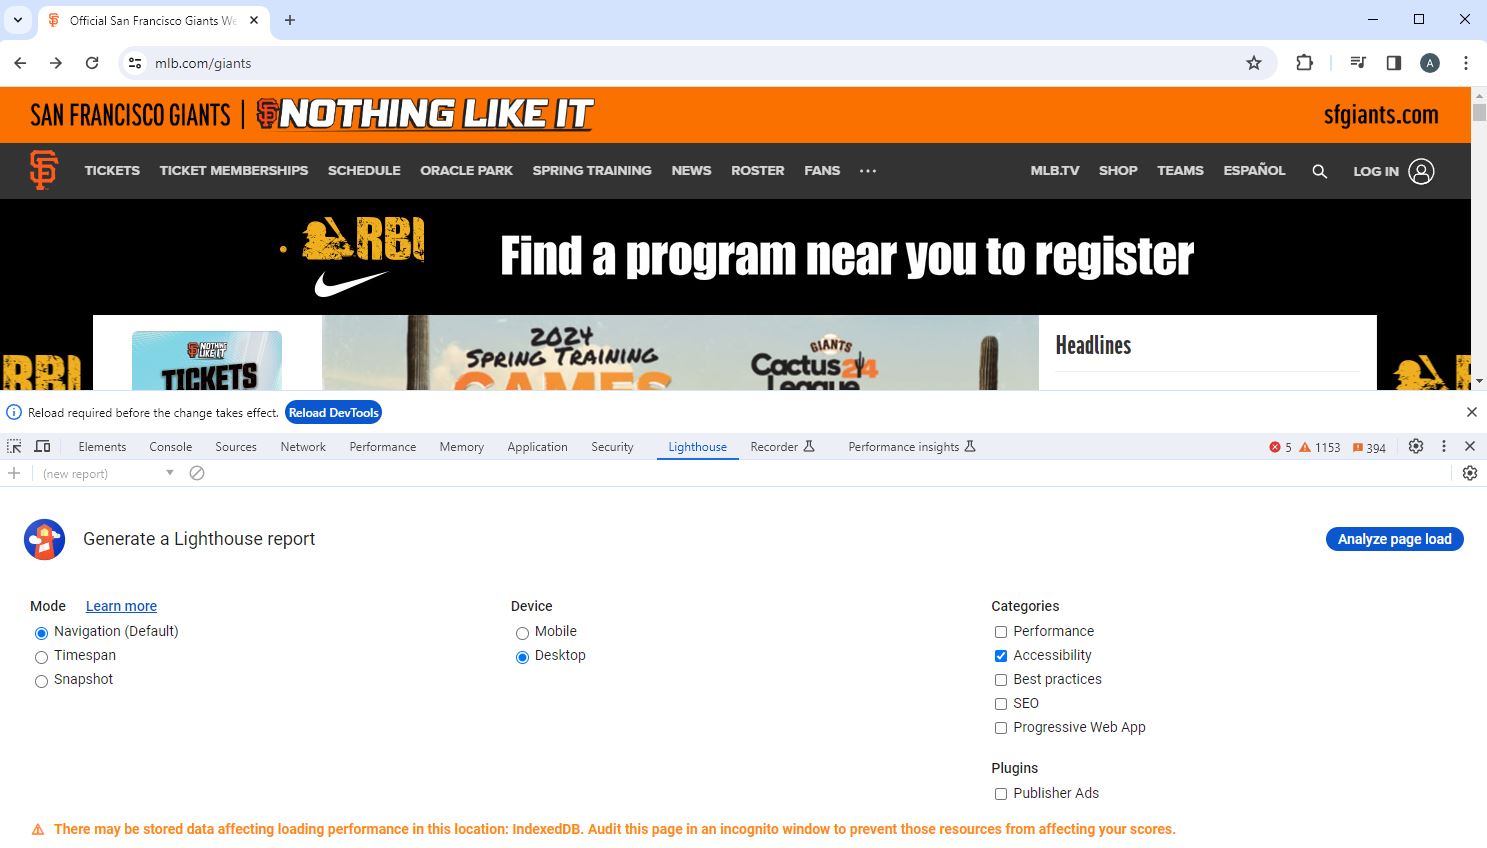 Official San Francisco Giants We
mlb.com/giants
A
SAN FRANCISCO GIANTS | SF NOTHING LIKE IT
sfgiants.com
SF TICKETS TICKET MEMBERSHIPS SCHEDULE ORACLE PARK SPRING TRAINING NEWS ROSTER FANS ... MLB.TV SHOP TEAMS ESPAÑOL LOG IN
RBI
Find a program near you to register
RBI
NOTHING LIKE IT
TICKETS
2024
SPRING TRAINING
GAMES
GIANTS
Cactus 24
League
Headlines
Reload required before the change takes effect. Reload DevTools
Elements Console Sources Network Performance Memory Application Security Lighthouse Recorder Performance insights 5 1153 394
(new report)
Generate a Lighthouse report
Analyze page load
Mode Learn more
Navigation (Default)
Timespan
Snapshot
Device
Mobile
Desktop
Categories
Performance
Accessibility
Best practices
SEO
Progressive Web App
Plugins
Publisher Ads
There may be stored data affecting loading performance in this location: IndexedDB. Audit this page in an incognito window to prevent those resources from affecting your scores.